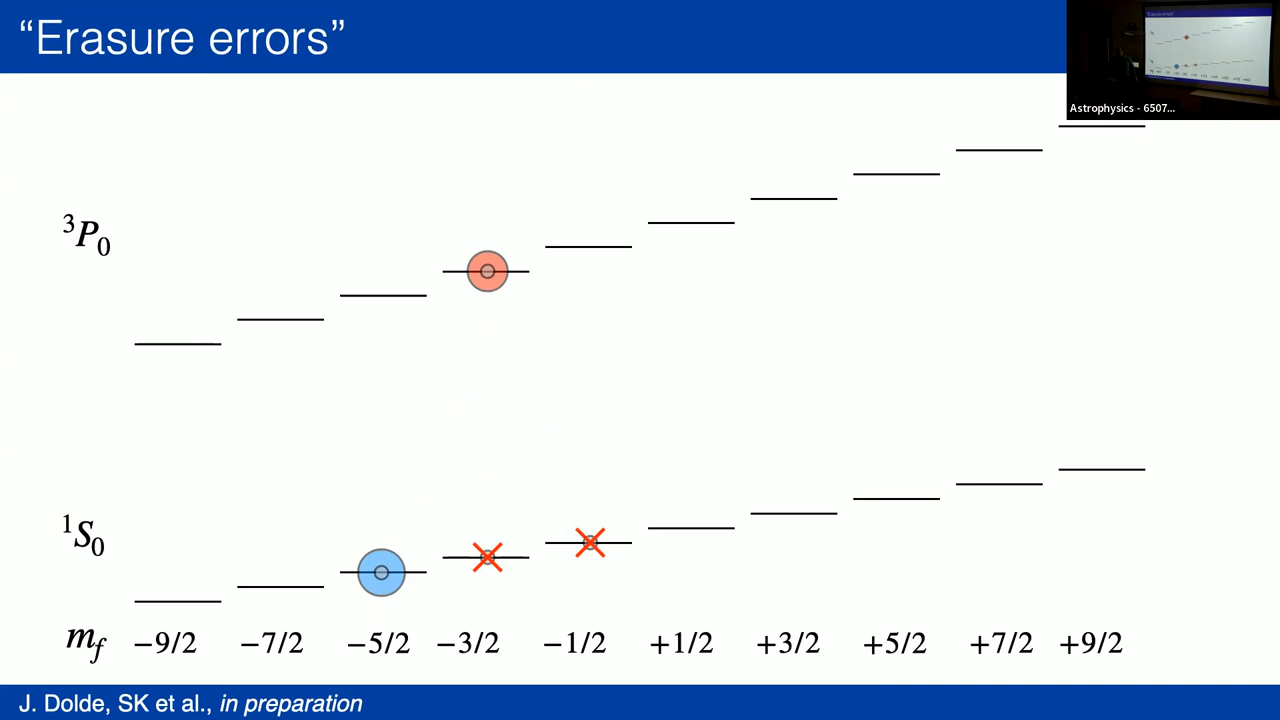 “Erasure errors”
Astrophysics - 6507...
³P₀
¹S₀
m_f −9/2 −7/2 −5/2 −3/2 −1/2 +1/2 +3/2 +5/2 +7/2 +9/2
J. Dolde, SK et al., in preparation